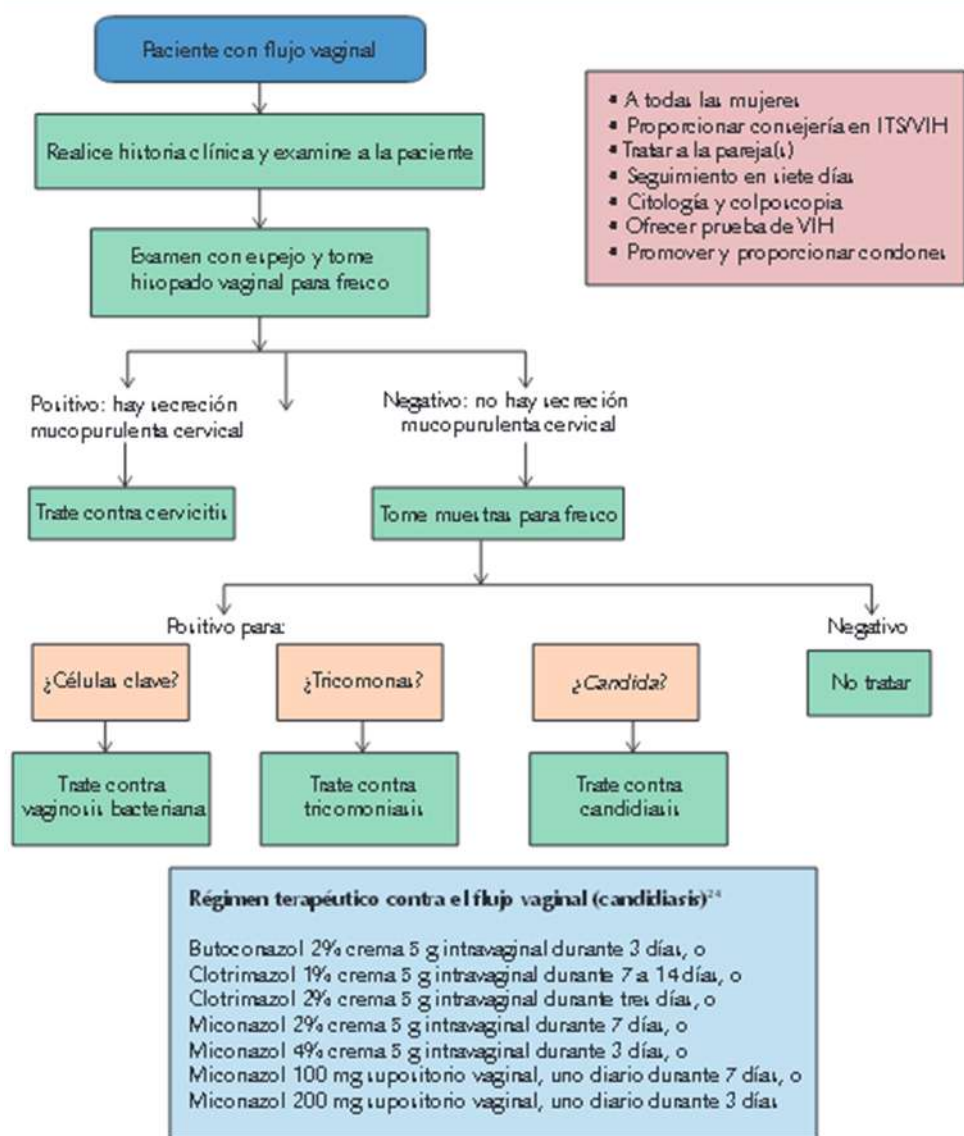 Paciente con flujo vaginal
Realice historia clínica y examine a la paciente
Examen con espejo y tome
hisopado vaginal para fresco
• A todas las mujeres
• Proporcionar consejería en ITS/VIH
• Tratar a la pareja(s)
• Seguimiento en siete días
• Citología y colposcopia
• Ofrecer prueba de VIH
• Promover y proporcionar condones
Positivo: hay secreción
mucopurulenta cervical
Negativo: no hay secreción
mucopurulenta cervical
Trate contra cervicitis
Tome muestras para fresco
Positivo para:
Negativo
¿Células clave?
¿Tricomonas?
¿Candida?
No tratar
Trate contra
vaginosis bacteriana
Trate contra
tricomoniasis
Trate contra
candidiasis
Régimen terapéutico contra el flujo vaginal (candidiasis)²⁴
Butoconazol 2% crema 5 g intravaginal durante 3 días, o
Clotrimazol 1% crema 5 g intravaginal durante 7 a 14 días, o
Clotrimazol 2% crema 5 g intravaginal durante tres días, o
Miconazol 2% crema 5 g intravaginal durante 7 días, o
Miconazol 4% crema 5 g intravaginal durante 3 días, o
Miconazol 100 mg supositorio vaginal, uno diario durante 7 días, o
Miconazol 200 mg supositorio vaginal, uno diario durante 3 días